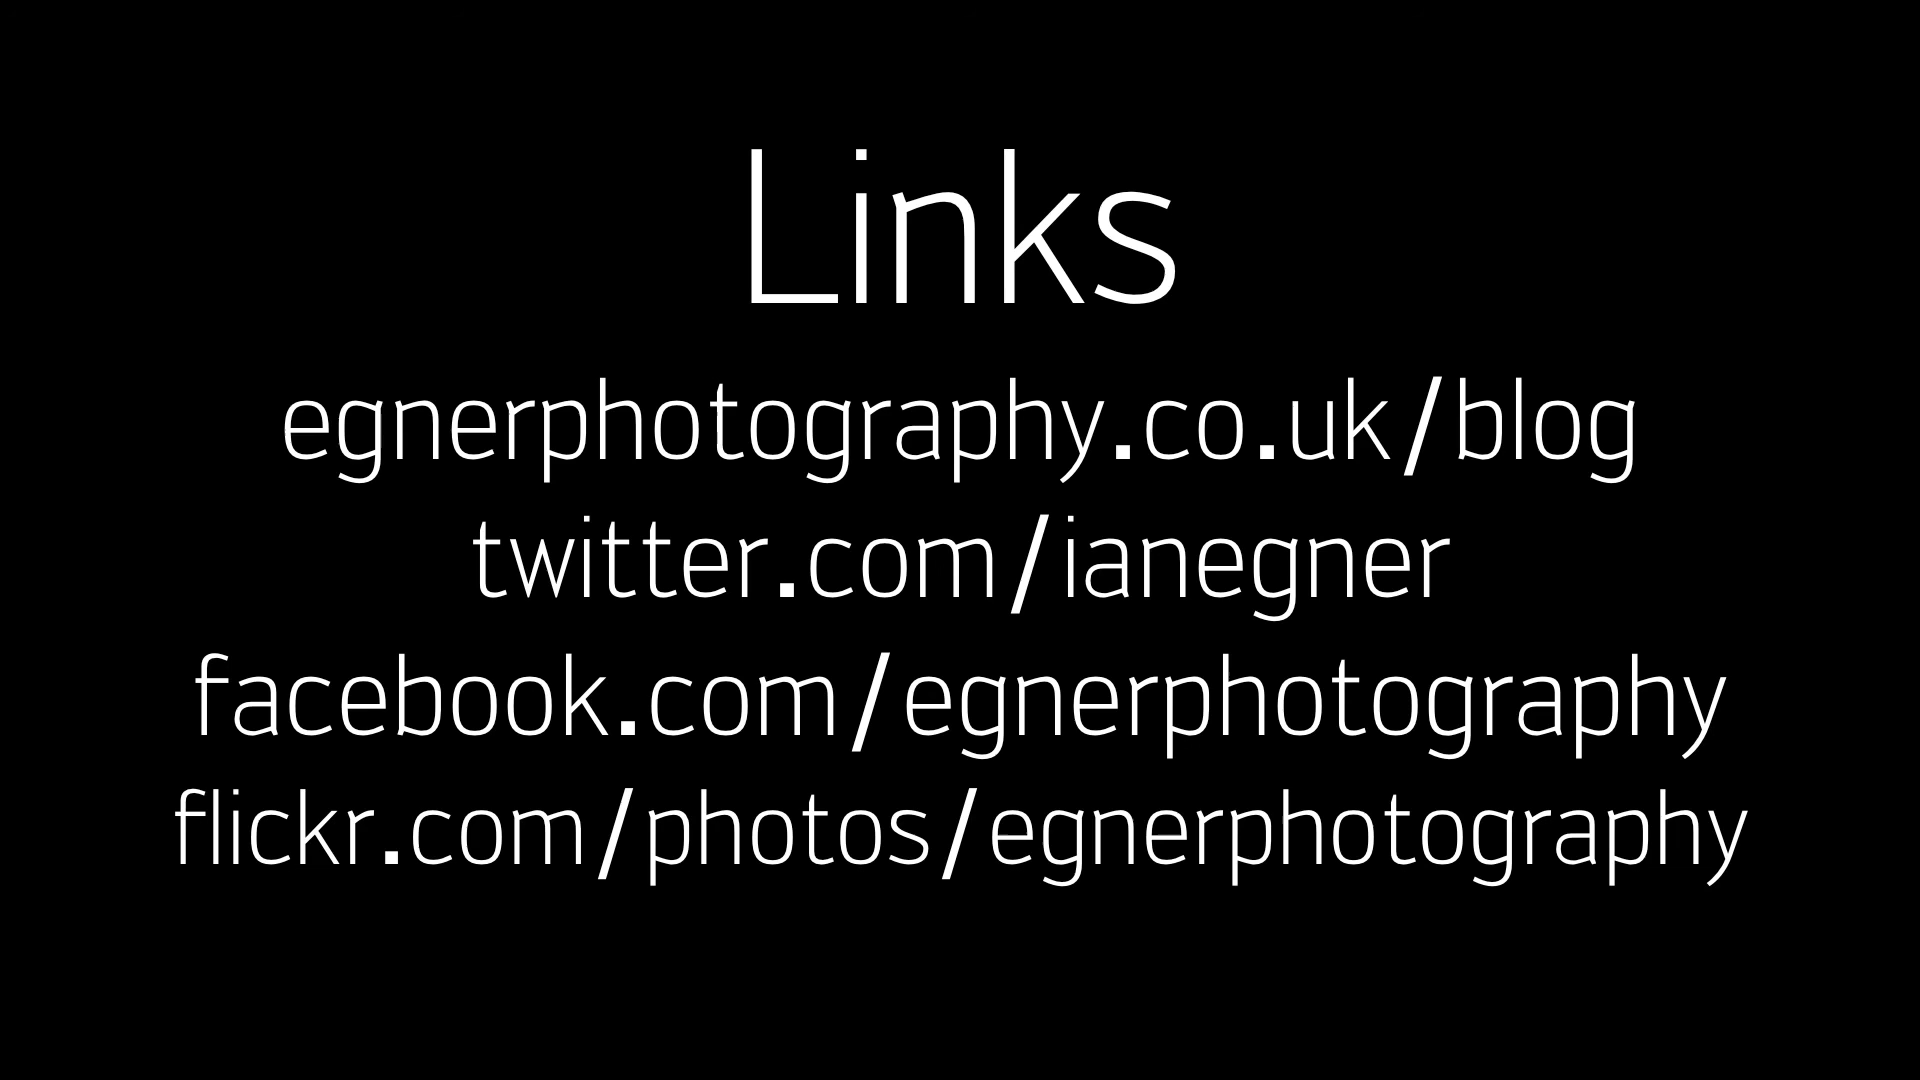 Links
egnerphotography.co.uk/blog
twitter.com/ianegner
facebook.com/egnerphotography
flickr.com/photos/egnerphotography